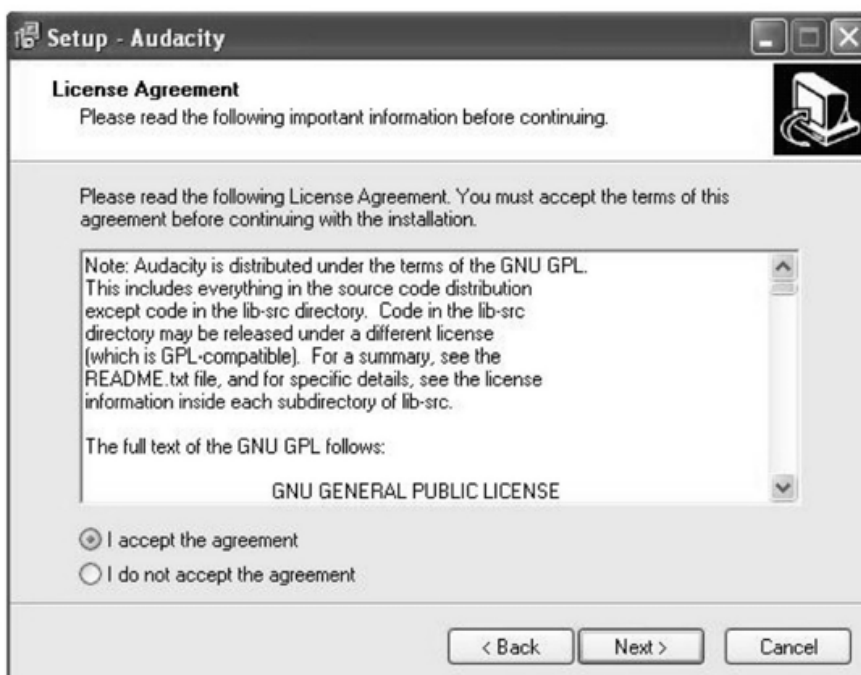 Setup - Audacity
License Agreement
Please read the following important information before continuing.
Please read the following License Agreement. You must accept the terms of this
agreement before continuing with the installation.
Note: Audacity is distributed under the terms of the GNU GPL.
This includes everything in the source code distribution
except code in the lib-src directory. Code in the lib-src
directory may be released under a different license
(which is GPL-compatible). For a summary, see the
README.txt file, and for specific details, see the license
information inside each subdirectory of lib-src.
The full text of the GNU GPL follows:
GNU GENERAL PUBLIC LICENSE
I accept the agreement
I do not accept the agreement
< Back Next > Cancel